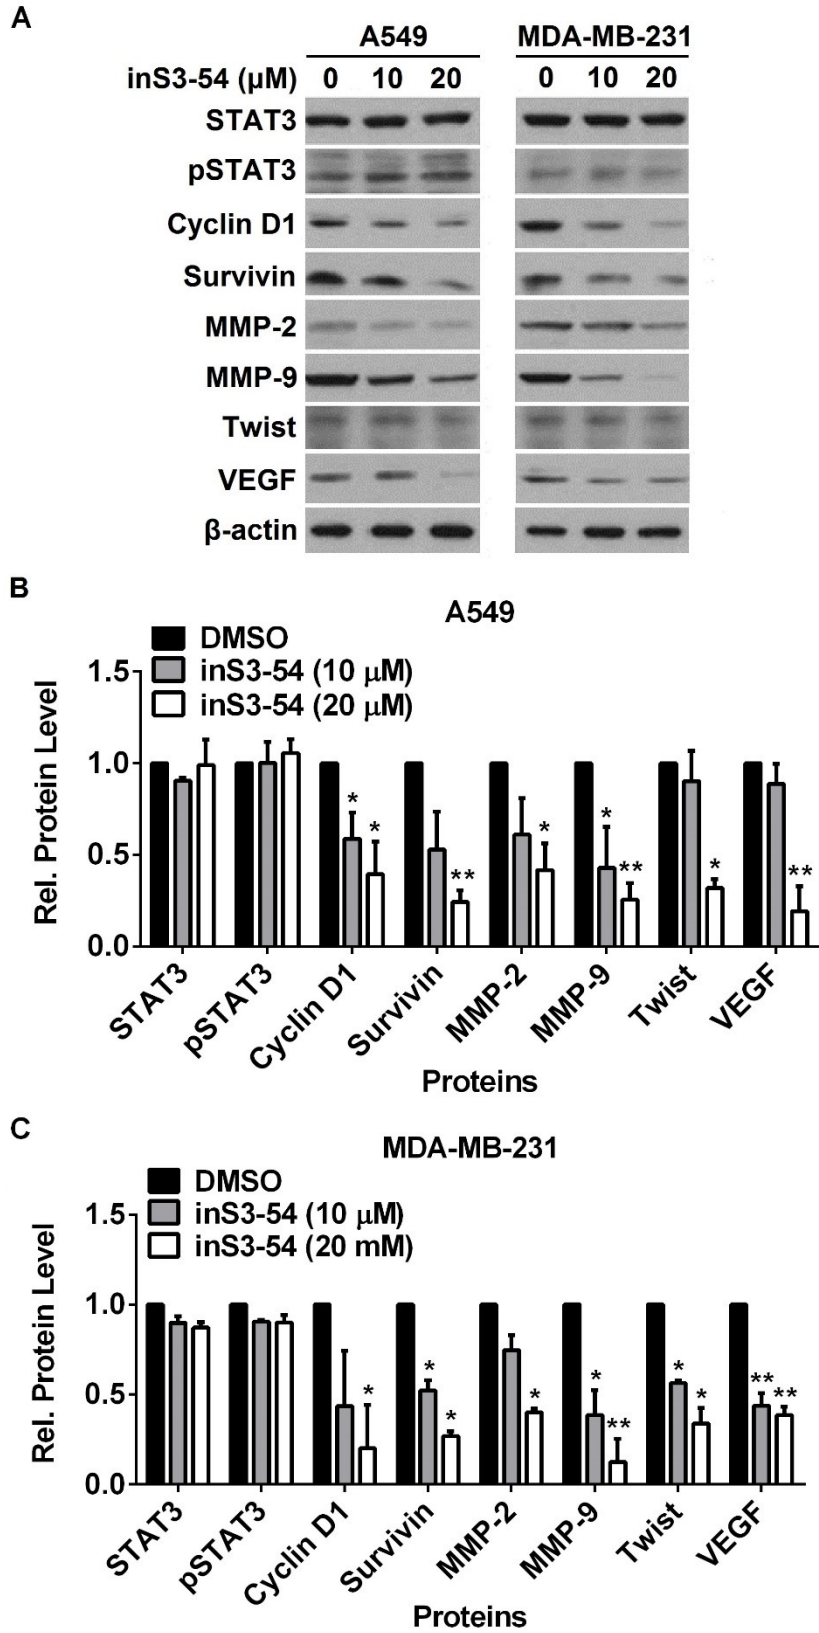 A
A549 MDA-MB-231
inS3-54 (μM) 0 10 20 0 10 20
STAT3
pSTAT3
Cyclin D1
Survivin
MMP-2
MMP-9
Twist
VEGF
β-actin
B
A549
DMSO
inS3-54 (10 μM)
inS3-54 (20 μM)
1.5
1.0
0.5
0.0
Rel. Protein Level
* * ** * * ** * **
STAT3 pSTAT3 Cyclin D1 Survivin MMP-2 MMP-9 Twist VEGF
Proteins
C
MDA-MB-231
DMSO
inS3-54 (10 μM)
inS3-54 (20 mM)
1.5
1.0
0.5
0.0
Rel. Protein Level
* * * * * ** * * ** **
STAT3 pSTAT3 Cyclin D1 Survivin MMP-2 MMP-9 Twist VEGF
Proteins